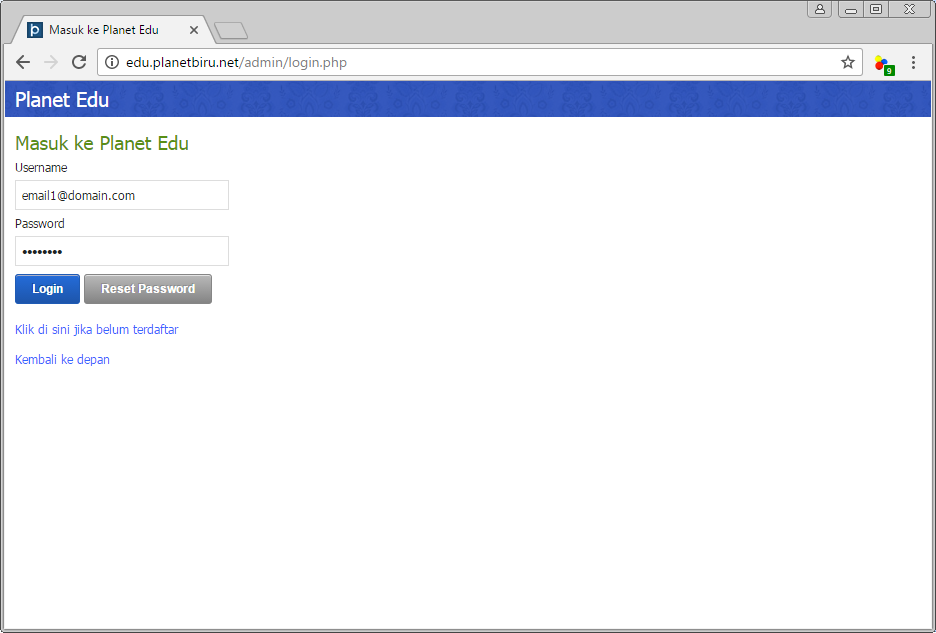 Masuk ke Planet Edu
edu.planetbiru.net/admin/login.php
9
Planet Edu
Masuk ke Planet Edu
Username
email1@domain.com
Password
••••••••
Login Reset Password
Klik di sini jika belum terdaftar
Kembali ke depan